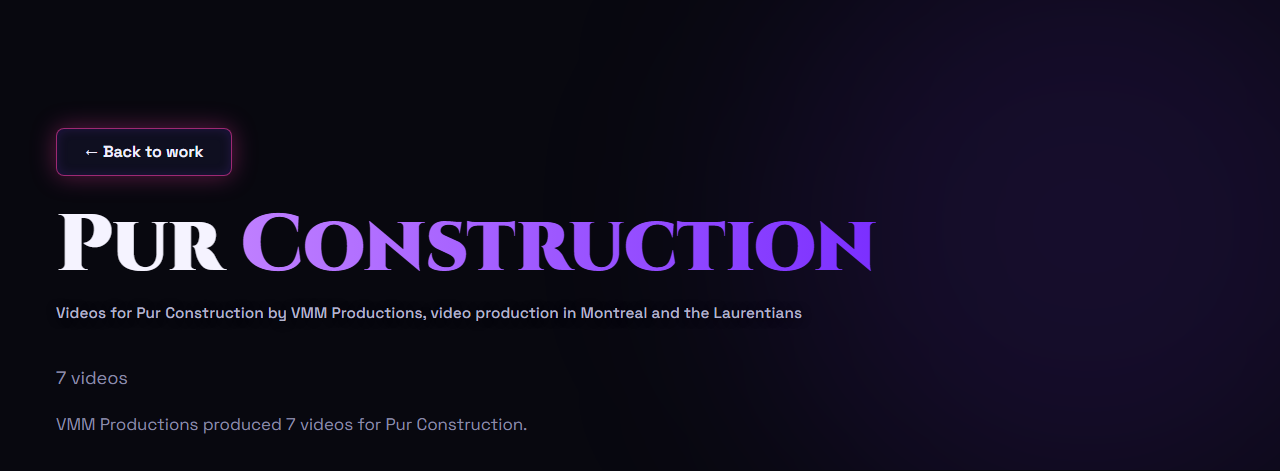 ← Back to work
Pur Construction
Videos for Pur Construction by VMM Productions, video production in Montreal and the Laurentians
7 videos
VMM Productions produced 7 videos for Pur Construction.